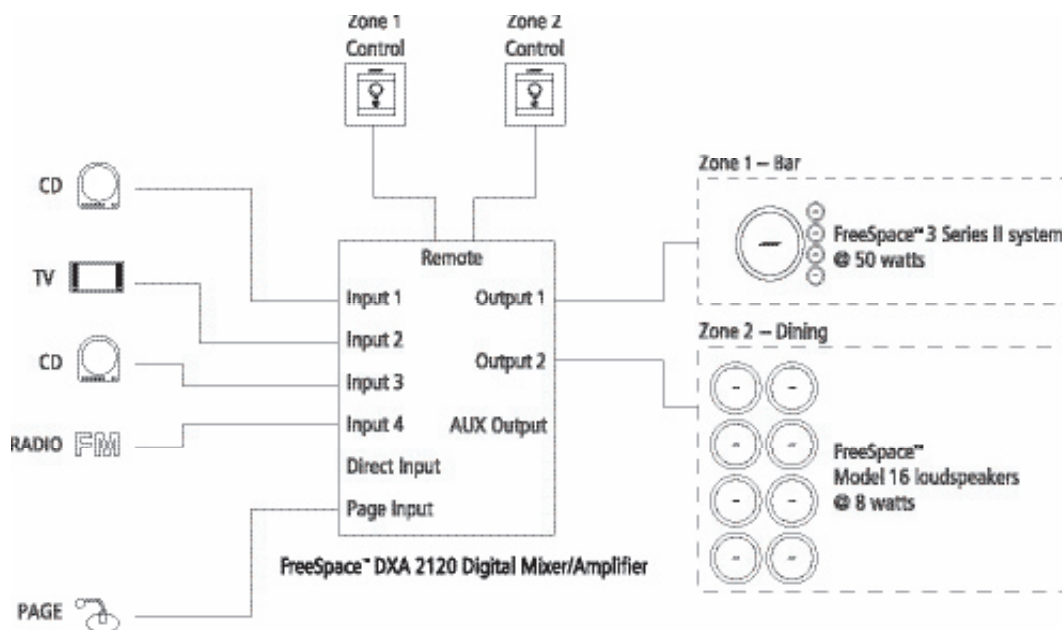 Zone 1
Control
Zone 2
Control
CD
TV
CD
RADIO FM
PAGE
Remote
Input 1
Input 2
Input 3
Input 4
Direct Input
Page Input
Output 1
Output 2
AUX Output
FreeSpace™ DXA 2120 Digital Mixer/Amplifier
Zone 1 – Bar
FreeSpace™ 3 Series II system
@ 50 watts
Zone 2 – Dining
FreeSpace™
Model 16 loudspeakers
@ 8 watts